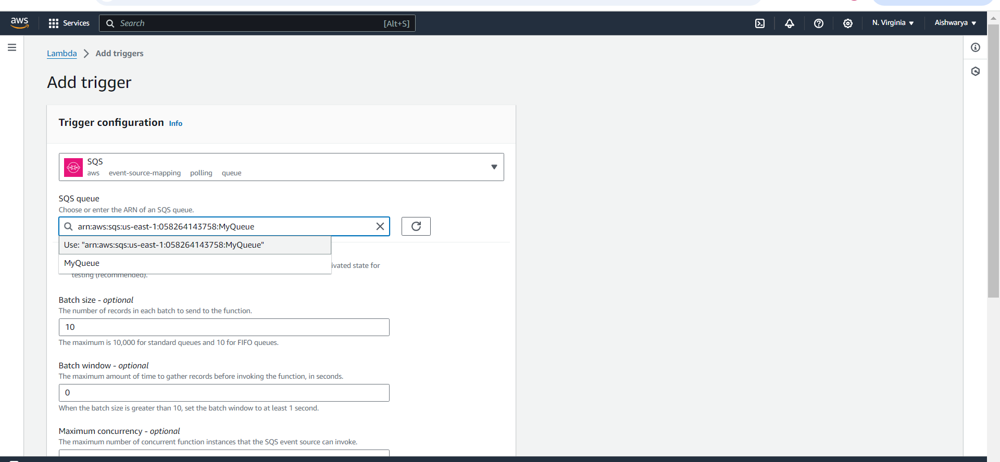 aws
Services
Search
[Alt+S]
N. Virginia
Aishwarya
Lambda
Add triggers
Add trigger
Trigger configuration Info
SQS
aws event-source-mapping polling queue
SQS queue
Choose or enter the ARN of an SQS queue.
arn:aws:sqs:us-east-1:058264143758:MyQueue
Use: "arn:aws:sqs:us-east-1:058264143758:MyQueue"
MyQueue
ivated state for
testing (recommended).
Batch size - optional
The number of records in each batch to send to the function.
10
The maximum is 10,000 for standard queues and 10 for FIFO queues.
Batch window - optional
The maximum amount of time to gather records before invoking the function, in seconds.
0
When the batch size is greater than 10, set the batch window to at least 1 second.
Maximum concurrency - optional
The maximum number of concurrent function instances that the SQS event source can invoke.